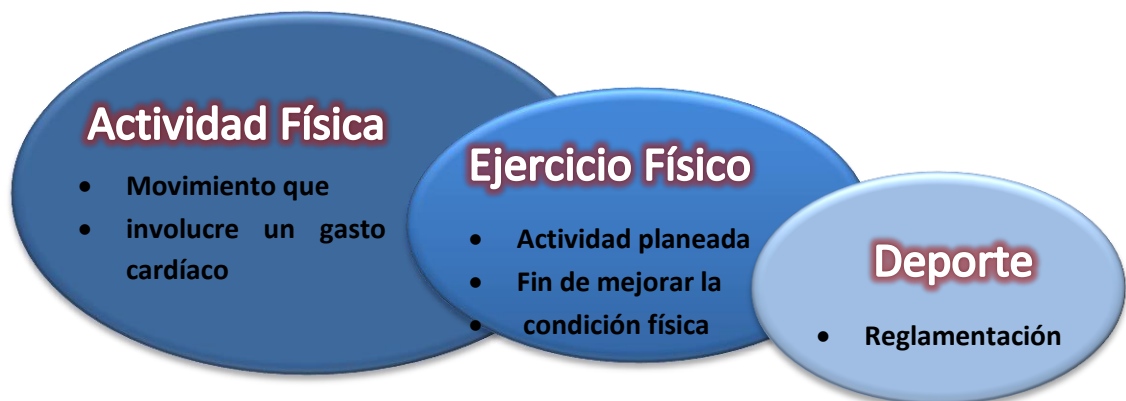 Actividad Física
• Movimiento que
• involucre un gasto
cardíaco
Ejercicio Físico
• Actividad planeada
• Fin de mejorar la
• condición física
Deporte
• Reglamentación